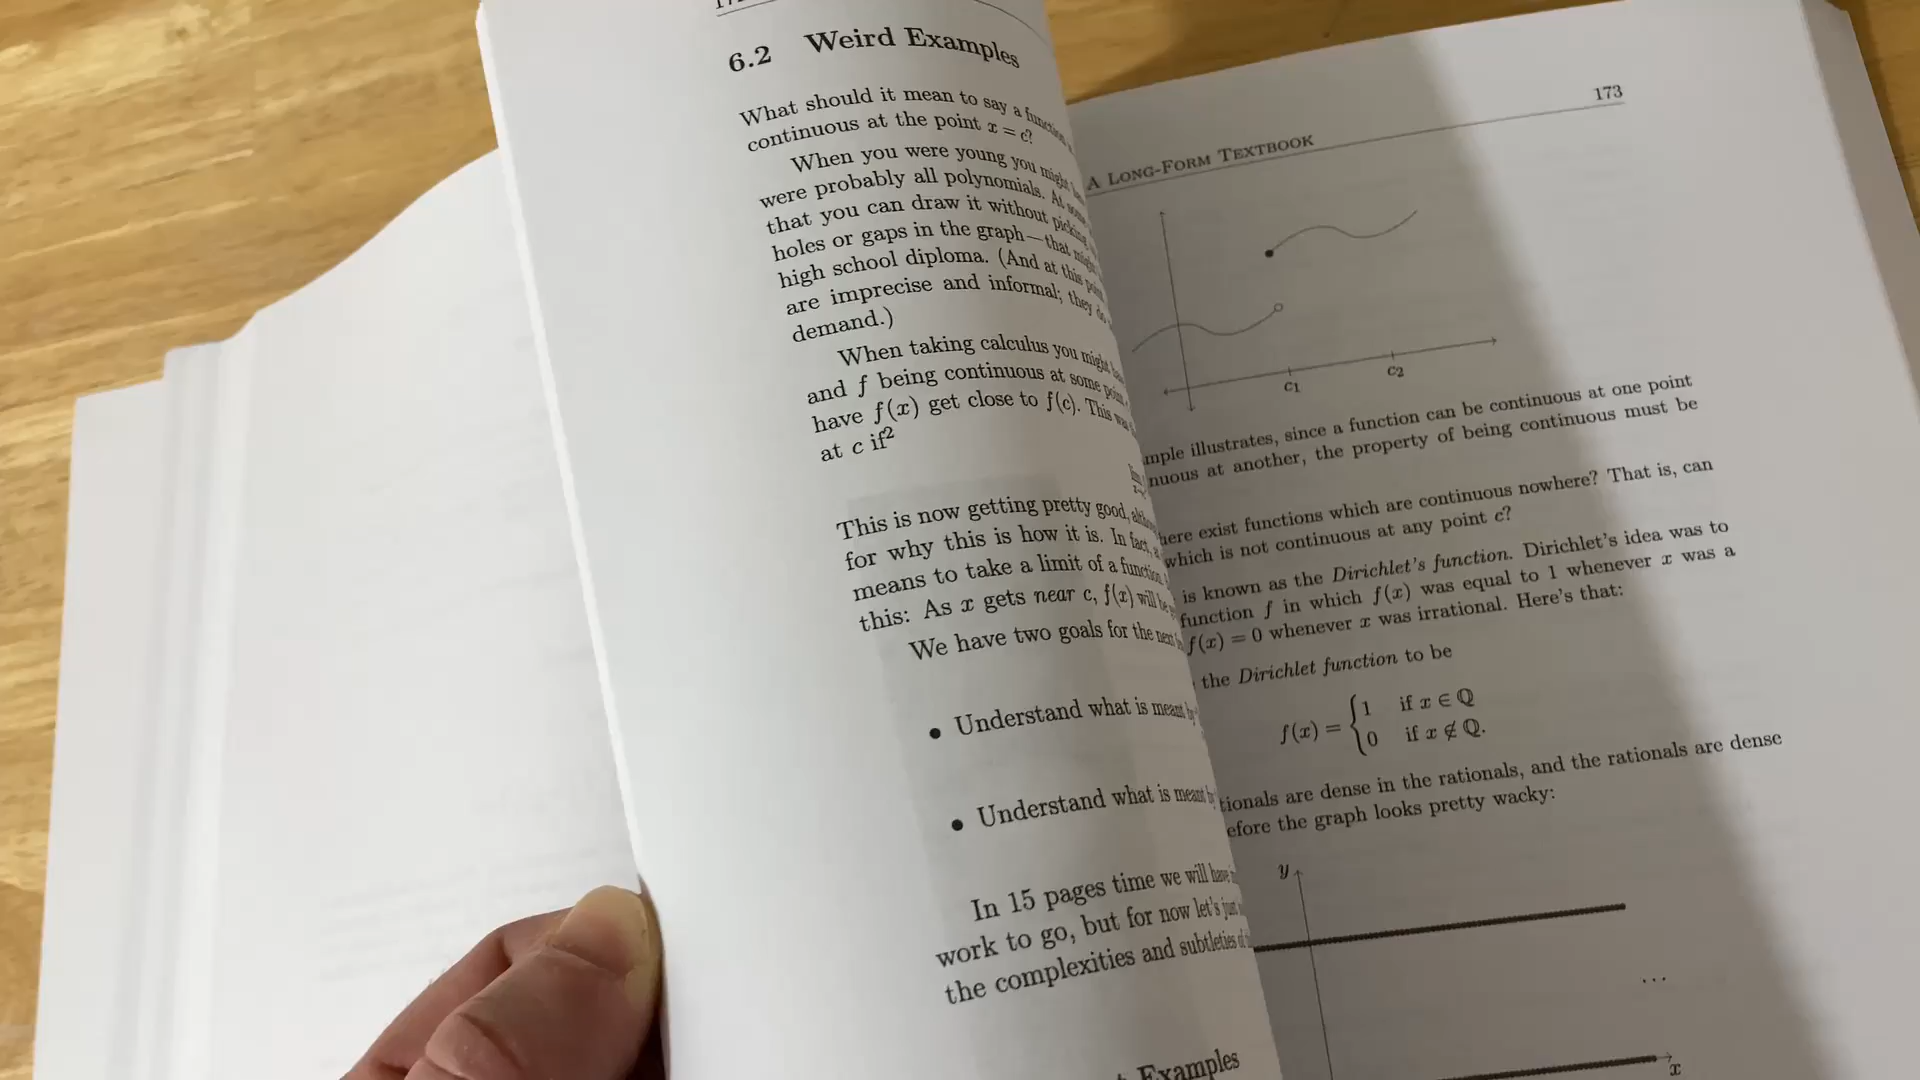 6.2 Weird Examples
What should it mean to say a function
continuous at the point x = c?
When you were young you might
were probably all polynomials. At some
that you can draw it without picking
holes or gaps in the graph—that might
high school diploma. (And at this point
are imprecise and informal; they do
demand.)
When taking calculus you might
and f being continuous at some point
have f(x) get close to f(c). This was
at c if²
lim
This is now getting pretty good,
for why this is how it is. In fact,
means to take a limit of a function.
this: As x gets near c, f(x) will be
We have two goals for the next
• Understand what is meant by
• Understand what is meant by
In 15 pages time we will have
work to go, but for now let's just
the complexities and subtleties of
Examples
A LONG-FORM TEXTBOOK 173
c₁ c₂
mple illustrates, since a function can be continuous at one point
nuous at another, the property of being continuous must be
here exist functions which are continuous nowhere? That is, can
which is not continuous at any point c?
is known as the Dirichlet's function. Dirichlet's idea was to
function f in which f(x) was equal to 1 whenever x was a
f(x) = 0 whenever x was irrational. Here's that:
the Dirichlet function to be
f(x) = { 1 if x ∈ ℚ
0 if x ∉ ℚ.
tionals are dense in the rationals, and the rationals are dense
efore the graph looks pretty wacky:
y
...
x